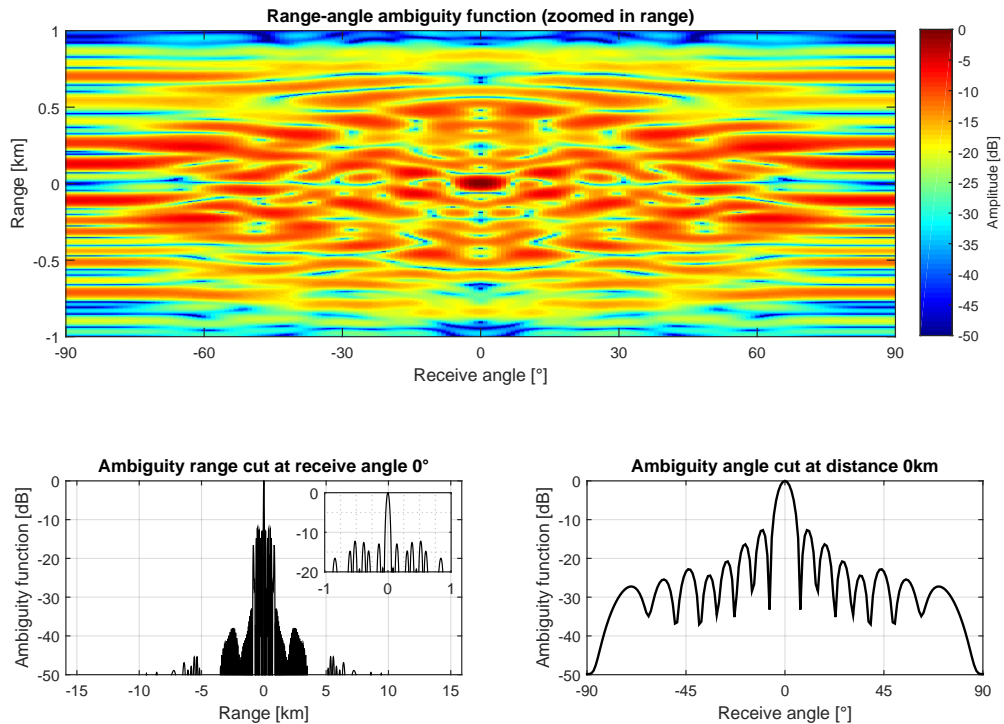 Range-angle ambiguity function (zoomed in range)
1
0.5
0
-0.5
-1
Range [km]
-90 -60 -30 0 30 60 90
Receive angle [°]
0
-5
-10
-15
-20
-25
-30
-35
-40
-45
-50
Amplitude [dB]
Ambiguity range cut at receive angle 0°
0
-10
-20
-30
-40
-50
Ambiguity function [dB]
-15 -10 -5 0 5 10 15
Range [km]
0
-10
-20
-1 0 1
Ambiguity angle cut at distance 0km
0
-10
-20
-30
-40
-50
Ambiguity function [dB]
-90 -45 0 45 90
Receive angle [°]